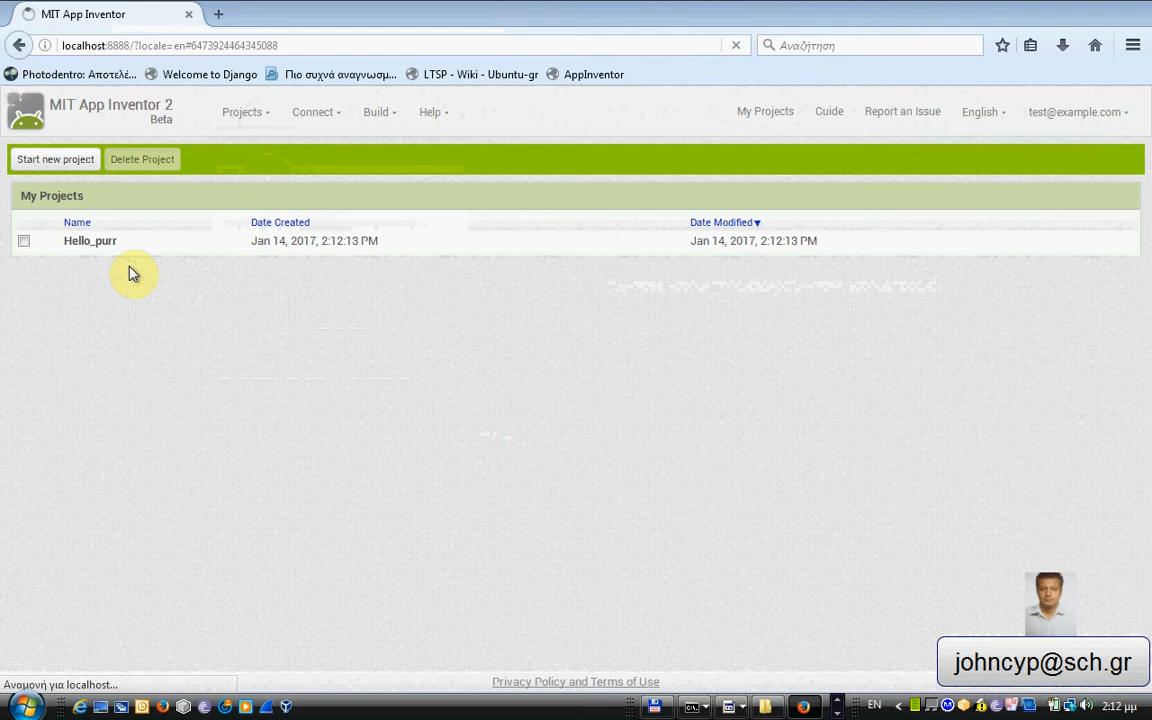 MIT App Inventor
localhost:8888/?locale=en#6473924464345088
Αναζήτηση
Photodentro: Αποτελέ...
Welcome to Django
Πιο συχνά αναγνωσμ...
LTSP - Wiki - Ubuntu-gr
AppInventor
MIT App Inventor 2
Beta
Projects
Connect
Build
Help
My Projects
Guide
Report an Issue
English
test@example.com
Start new project
Delete Project
My Projects
Name
Date Created
Date Modified
Hello_purr
Jan 14, 2017, 2:12:13 PM
Jan 14, 2017, 2:12:13 PM
johncyp@sch.gr
Αναμονή για localhost...
Privacy Policy and Terms of Use
EN
2:12 μμ